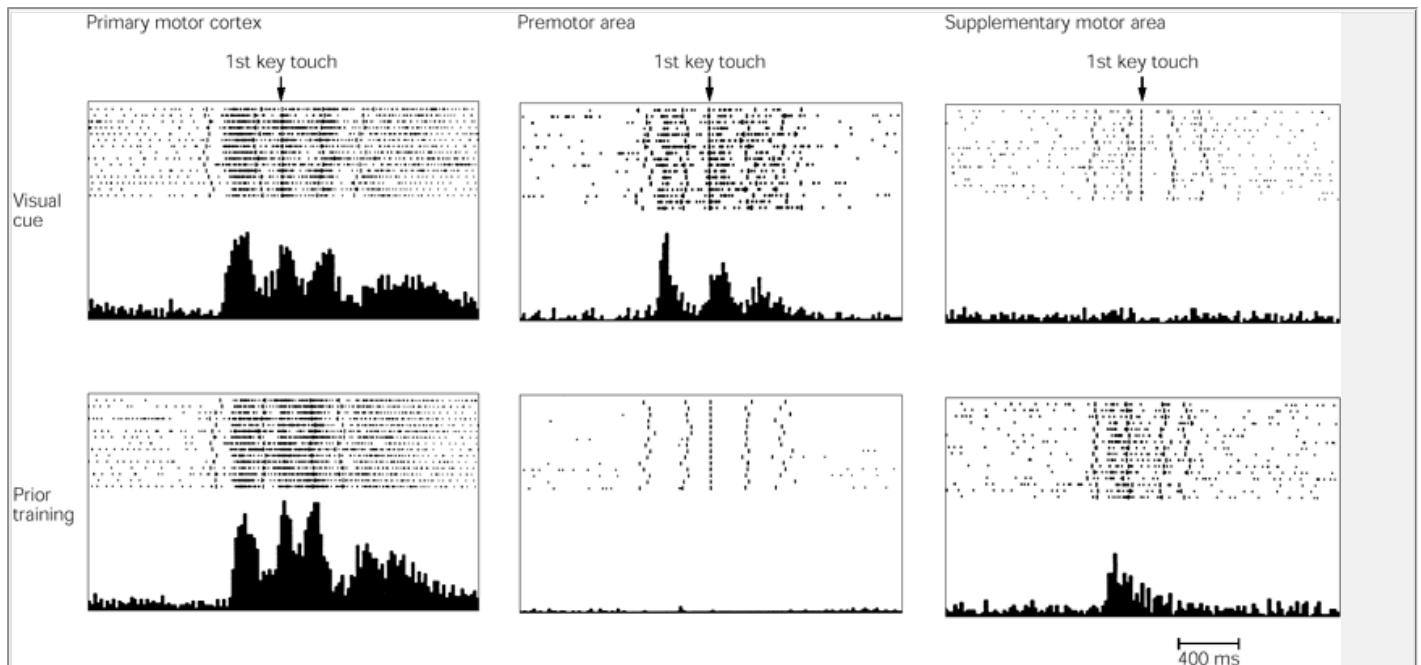 Primary motor cortex
Premotor area
Supplementary motor area
1st key touch
1st key touch
1st key touch
Visual
cue
Prior
training
400 ms